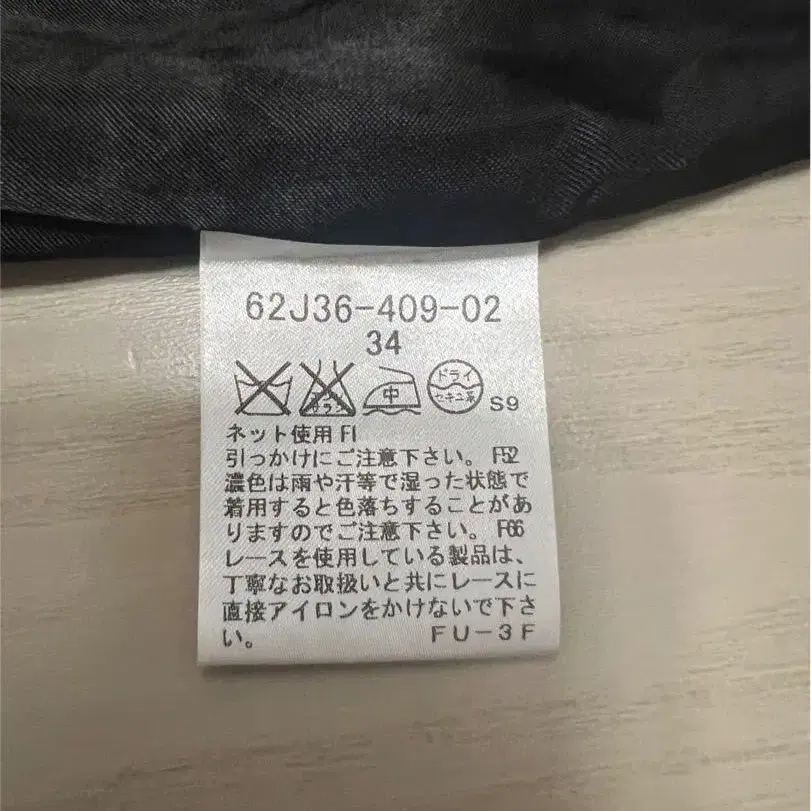 62J36-409-02
34
中 ドライ セキユ系 S9
ネット使用 FI
引っかけにご注意下さい。 F52
濃色は雨や汗等で湿った状態で
着用すると色落ちすることがあ
りますのでご注意下さい。 F66
レースを使用している製品は、
丁寧なお取扱いと共にレースに
直接アイロンをかけないで下さ
い。 FU-3F